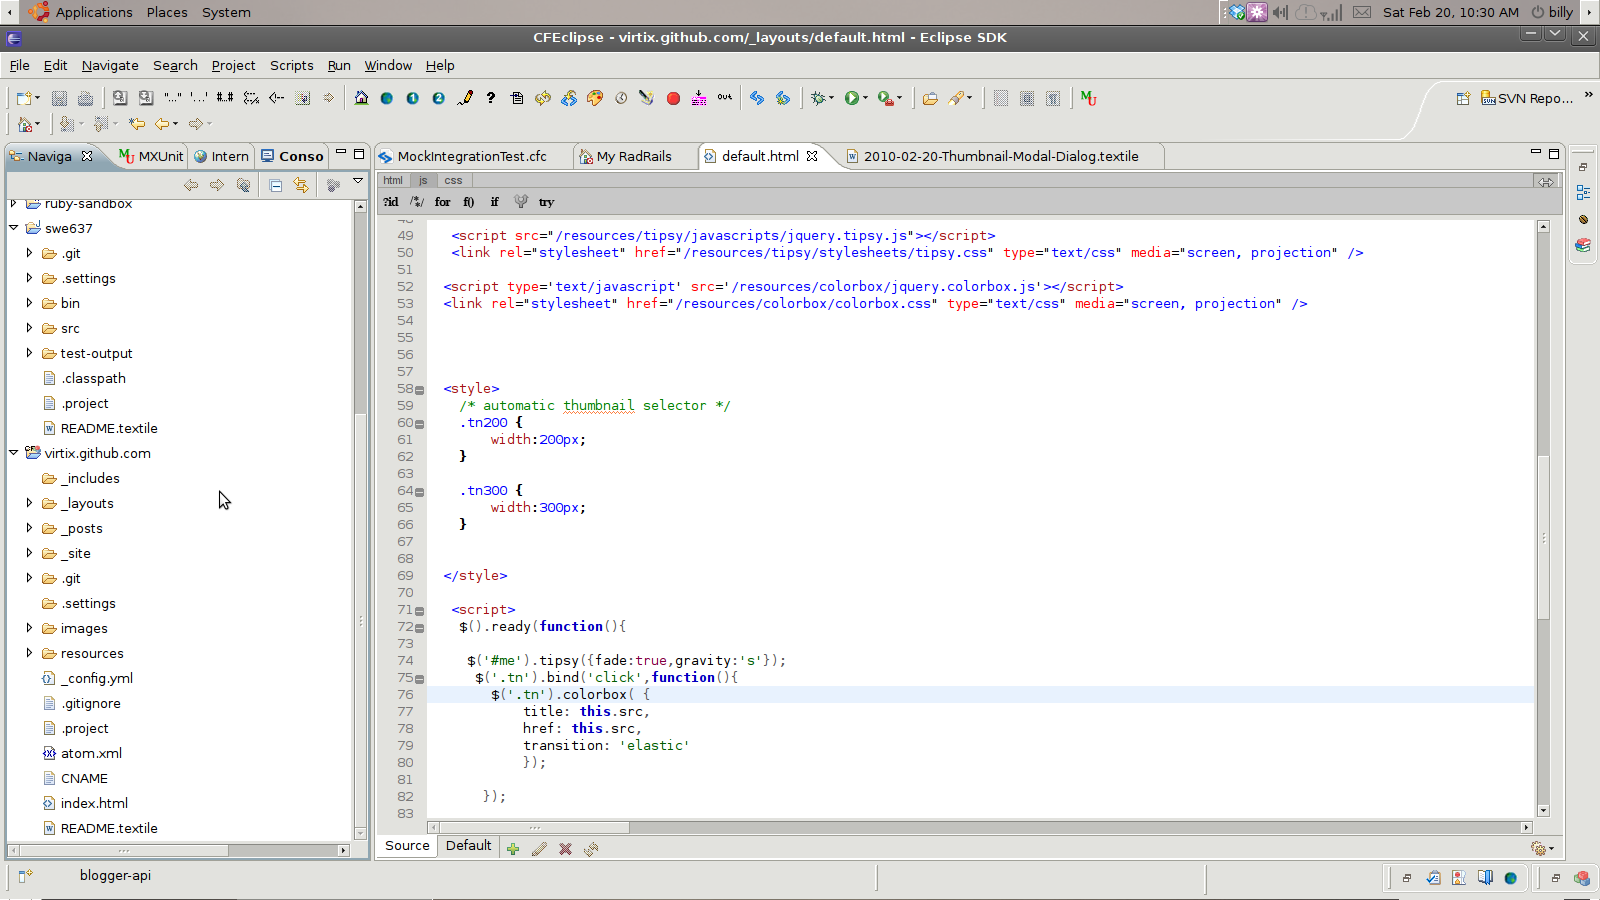 Applications Places System
Sat Feb 20, 10:30 AM billy
CFEclipse - virtix.github.com/_layouts/default.html - Eclipse SDK
File Edit Navigate Search Project Scripts Run Window Help
SVN Repo...
Naviga MXUnit Intern Conso
MockIntegrationTest.cfc My RadRails default.html 2010-02-20-Thumbnail-Modal-Dialog.textile
html js css
?id /*/ for f() if try
ruby-sandbox
swe637
.git
.settings
bin
src
test-output
.classpath
.project
README.textile
virtix.github.com
_includes
_layouts
_posts
_site
.git
.settings
images
resources
_config.yml
.gitignore
.project
atom.xml
CNAME
index.html
README.textile
48
49 <script src="/resources/tipsy/javascripts/jquery.tipsy.js"></script>
50 <link rel="stylesheet" href="/resources/tipsy/stylesheets/tipsy.css" type="text/css" media="screen, projection" />
51
52 <script type='text/javascript' src='/resources/colorbox/jquery.colorbox.js'></script>
53 <link rel="stylesheet" href="/resources/colorbox/colorbox.css" type="text/css" media="screen, projection" />
54
55
56
57
58 <style>
59 /* automatic thumbnail selector */
60 .tn200 {
61 width:200px;
62 }
63
64 .tn300 {
65 width:300px;
66 }
67
68
69 </style>
70
71 <script>
72 $().ready(function(){
73
74 $('#me').tipsy({fade:true,gravity:'s'});
75 $('.tn').bind('click',function(){
76 $('.tn').colorbox( {
77 title: this.src,
78 href: this.src,
79 transition: 'elastic'
80 });
81
82 });
83
Source Default
blogger-api